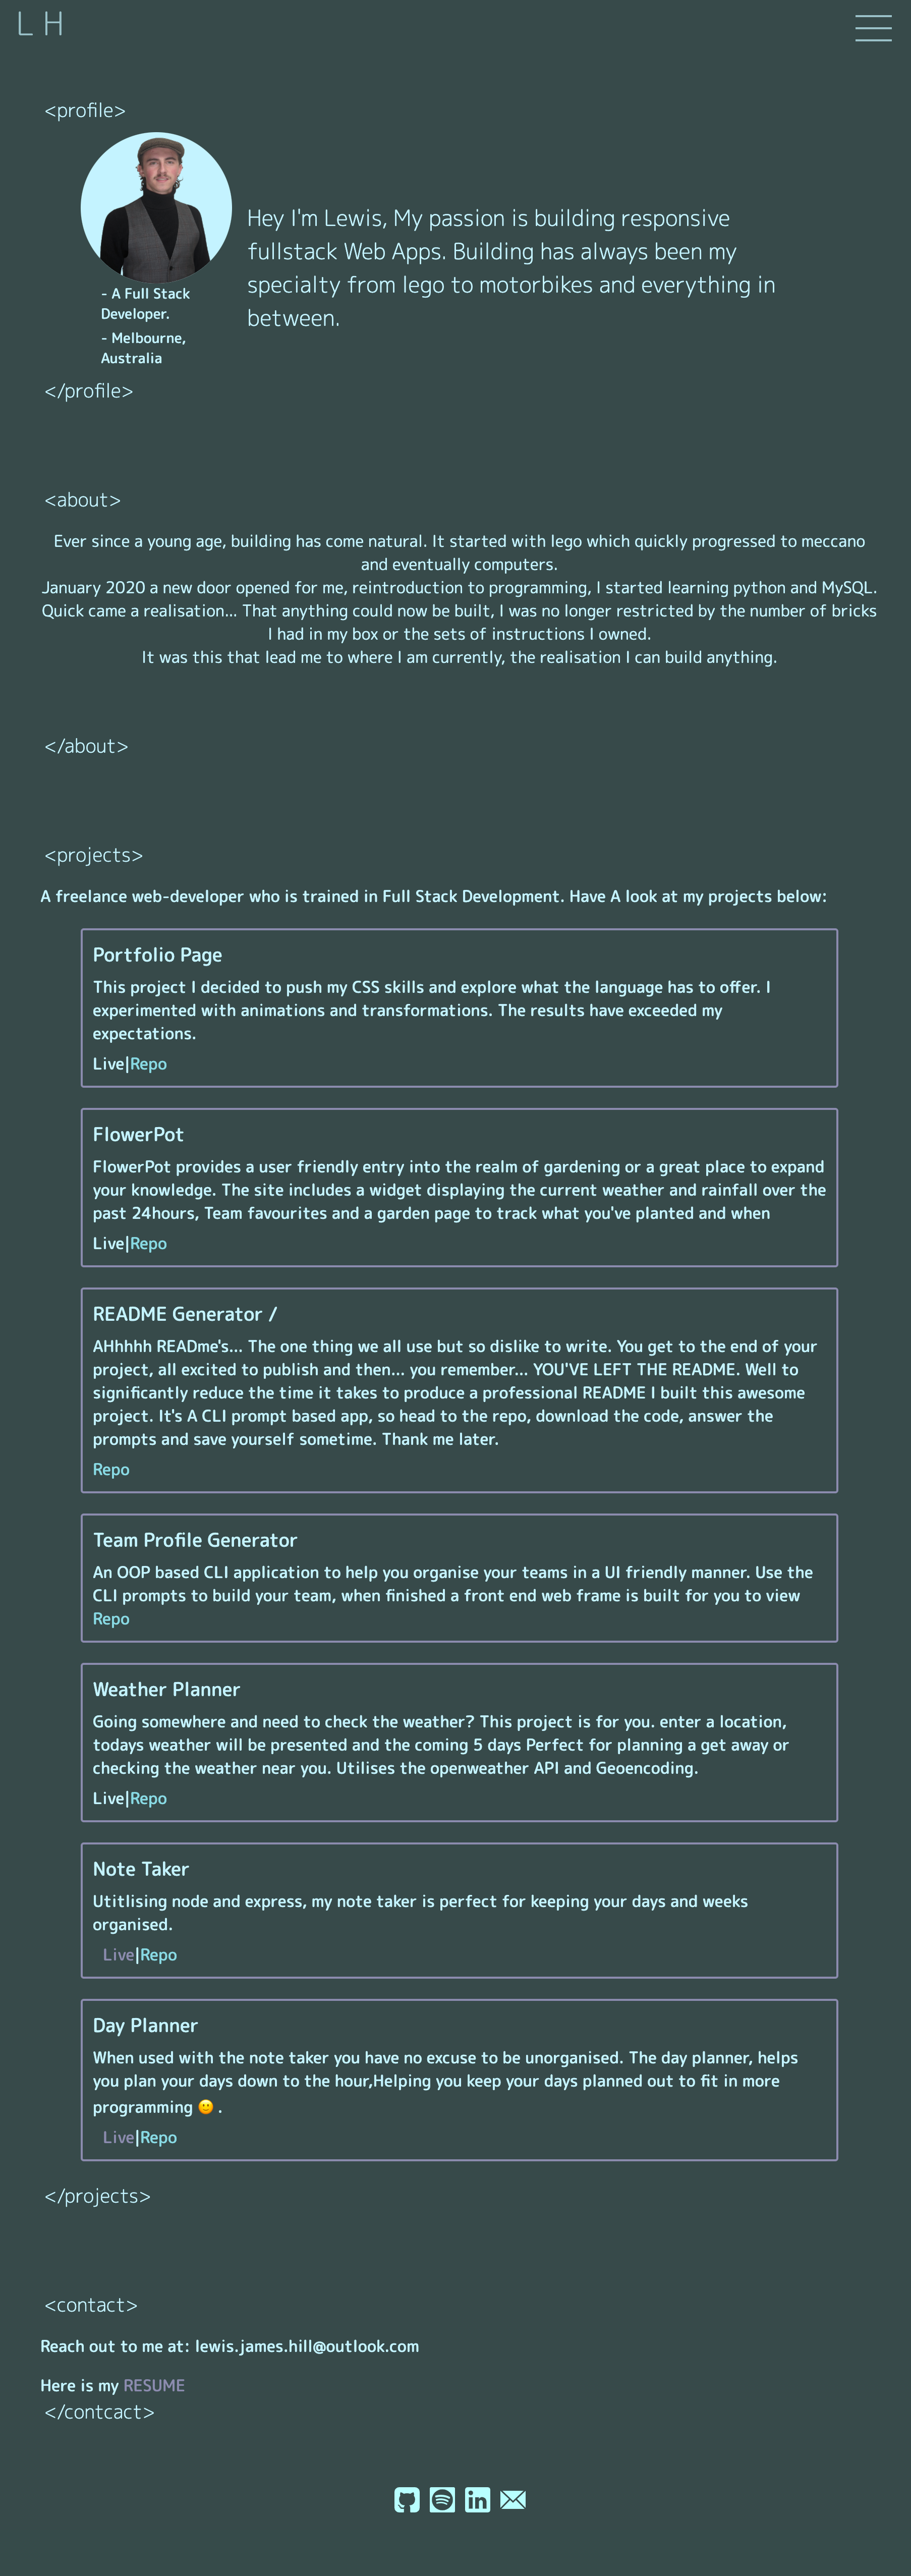 L H
<profile>
- A Full Stack
Developer.
- Melbourne,
Australia
Hey I'm Lewis, My passion is building responsive
fullstack Web Apps. Building has always been my
specialty from lego to motorbikes and everything in
between.
</profile>
<about>
Ever since a young age, building has come natural. It started with lego which quickly progressed to meccano
and eventually computers.
January 2020 a new door opened for me, reintroduction to programming, I started learning python and MySQL.
Quick came a realisation... That anything could now be built, I was no longer restricted by the number of bricks
I had in my box or the sets of instructions I owned.
It was this that lead me to where I am currently, the realisation I can build anything.
</about>
<projects>
A freelance web-developer who is trained in Full Stack Development. Have A look at my projects below:
Portfolio Page
This project I decided to push my CSS skills and explore what the language has to offer. I
experimented with animations and transformations. The results have exceeded my
expectations.
Live|Repo
FlowerPot
FlowerPot provides a user friendly entry into the realm of gardening or a great place to expand
your knowledge. The site includes a widget displaying the current weather and rainfall over the
past 24hours, Team favourites and a garden page to track what you've planted and when
Live|Repo
README Generator /
AHhhhh READme's... The one thing we all use but so dislike to write. You get to the end of your
project, all excited to publish and then... you remember... YOU'VE LEFT THE README. Well to
significantly reduce the time it takes to produce a professional README I built this awesome
project. It's A CLI prompt based app, so head to the repo, download the code, answer the
prompts and save yourself sometime. Thank me later.
Repo
Team Profile Generator
An OOP based CLI application to help you organise your teams in a UI friendly manner. Use the
CLI prompts to build your team, when finished a front end web frame is built for you to view
Repo
Weather Planner
Going somewhere and need to check the weather? This project is for you. enter a location,
todays weather will be presented and the coming 5 days Perfect for planning a get away or
checking the weather near you. Utilises the openweather API and Geoencoding.
Live|Repo
Note Taker
Utitlising node and express, my note taker is perfect for keeping your days and weeks
organised.
Live|Repo
Day Planner
When used with the note taker you have no excuse to be unorganised. The day planner, helps
you plan your days down to the hour,Helping you keep your days planned out to fit in more
programming 🙂 .
Live|Repo
</projects>
<contact>
Reach out to me at: lewis.james.hill@outlook.com
Here is my RESUME
</contcact>